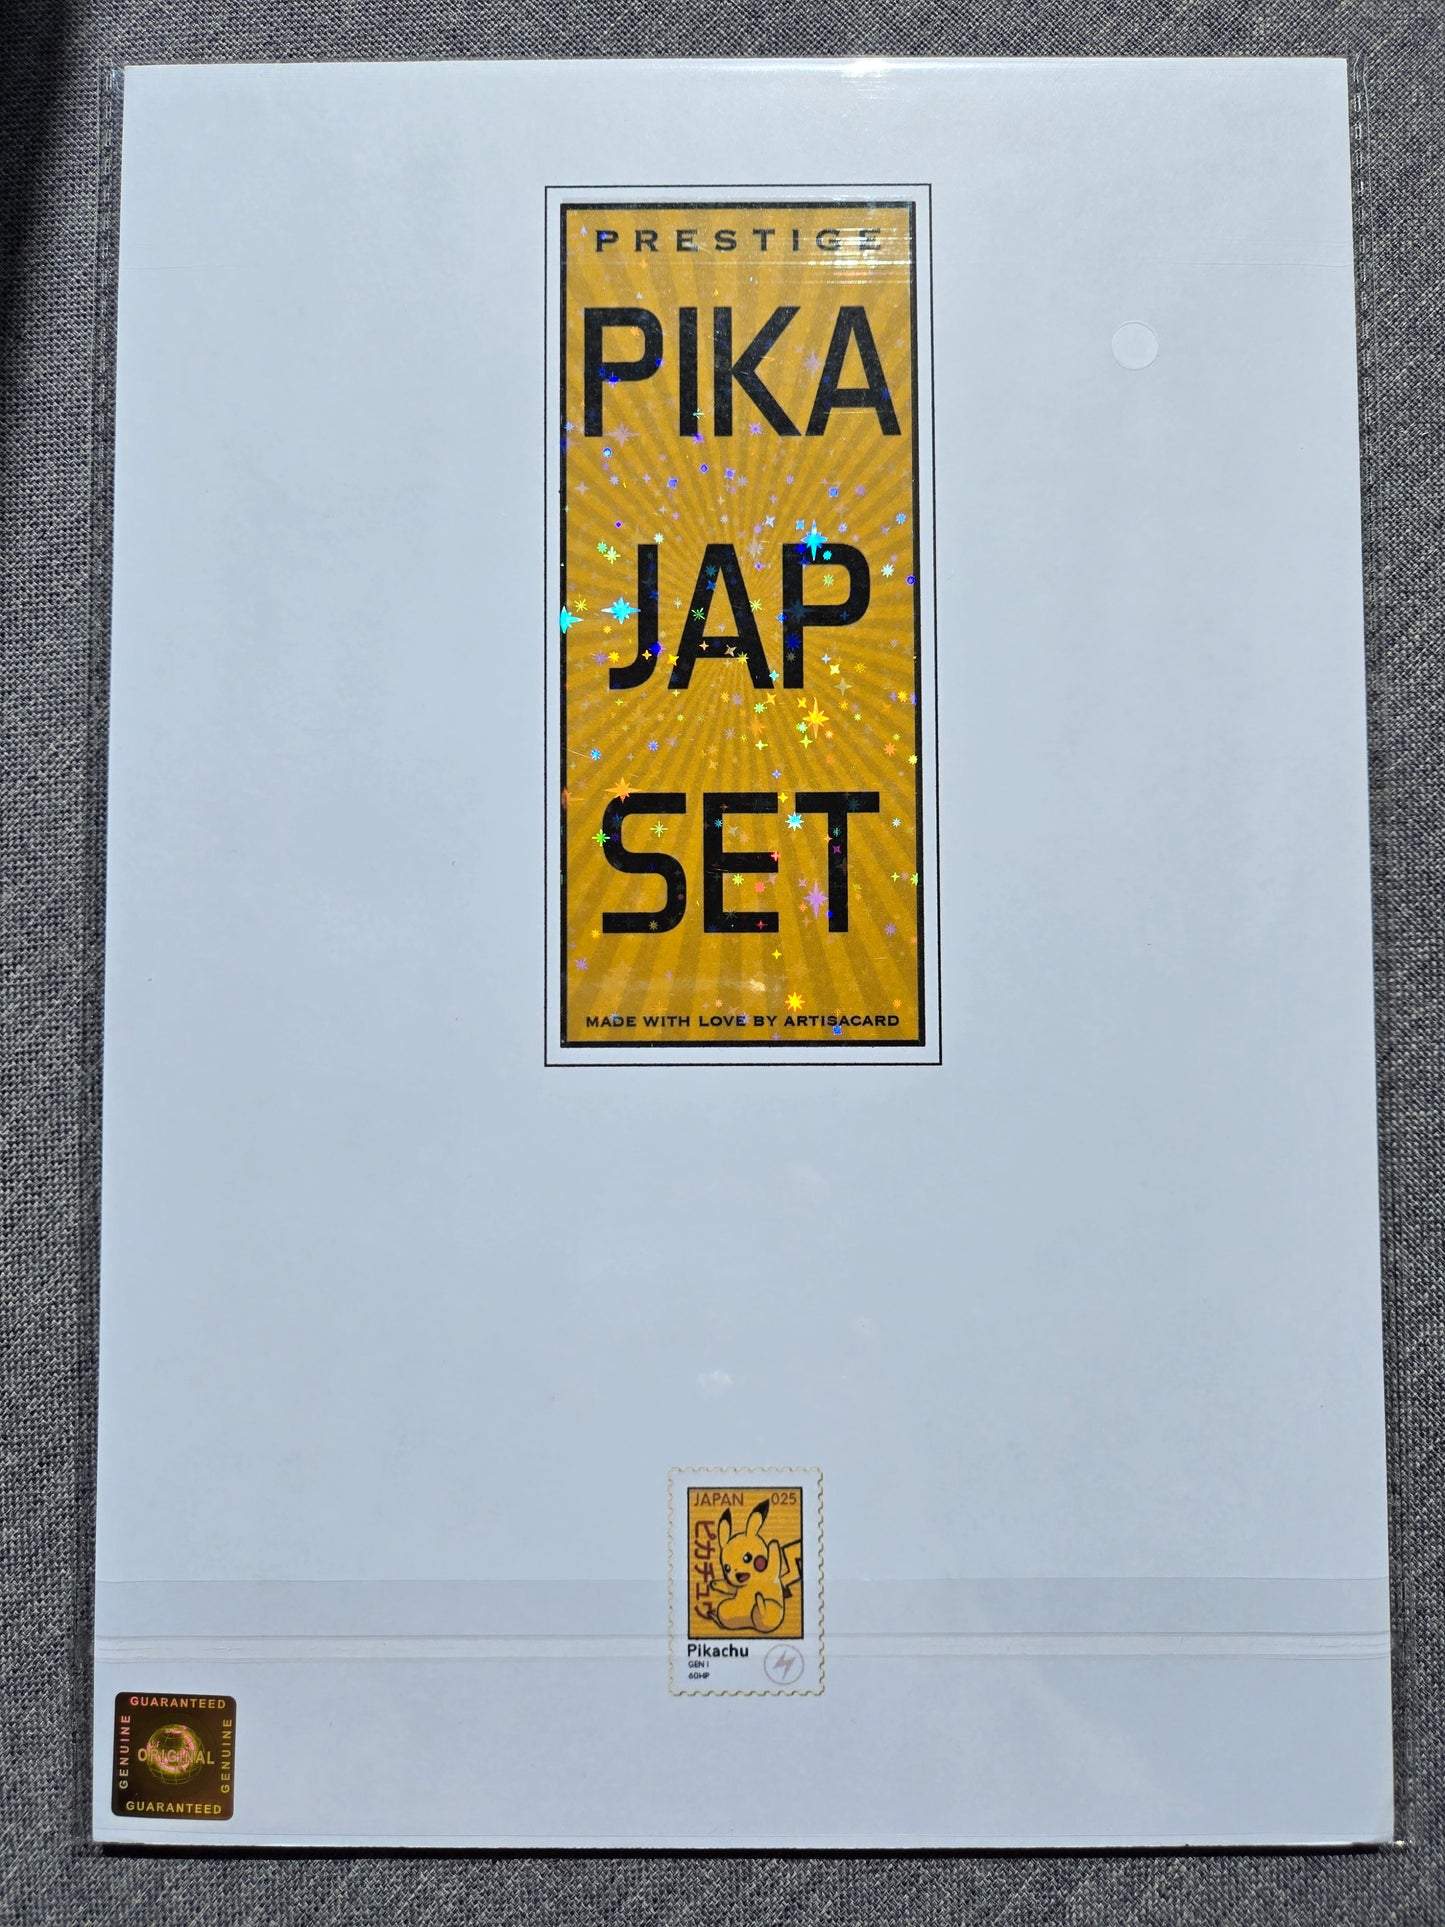 PRESTIGE
PIKA
JAP
SET
MADE WITH LOVE BY ARTISACARD
JAPAN 025
ピカチュウ
Pikachu
GEN I
60HP
GUARANTEED
GENUINE
ORIGINAL
GENUINE
GUARANTEED